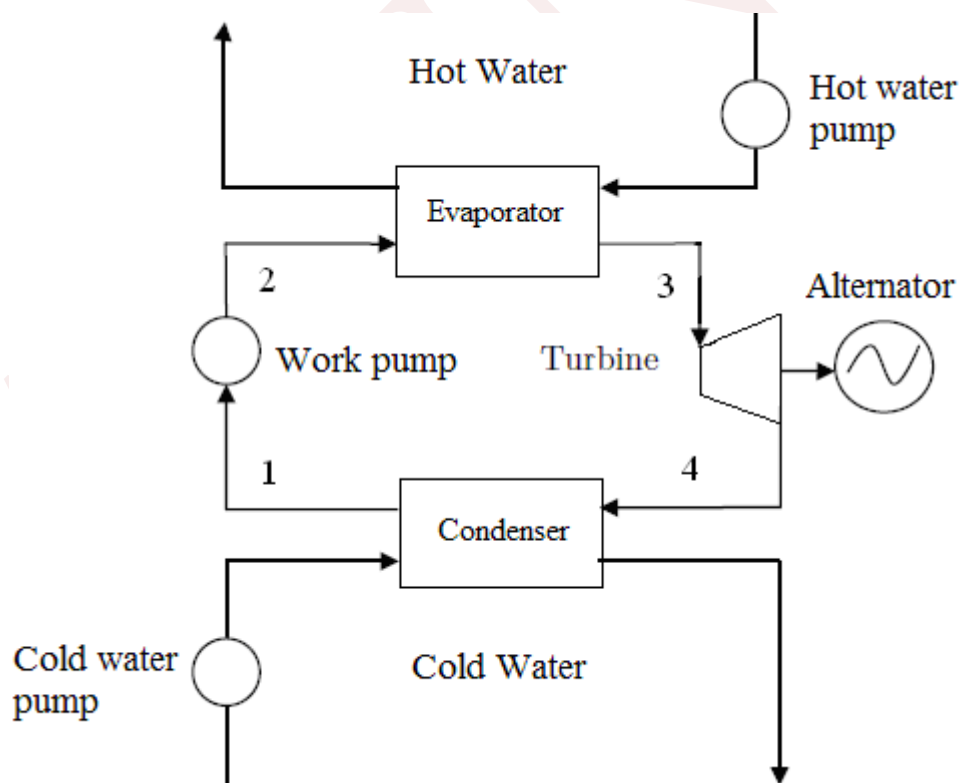 Hot Water
Hot water
pump
Evaporator
2
3
Alternator
Work pump
Turbine
1
4
Condenser
Cold water
pump
Cold Water